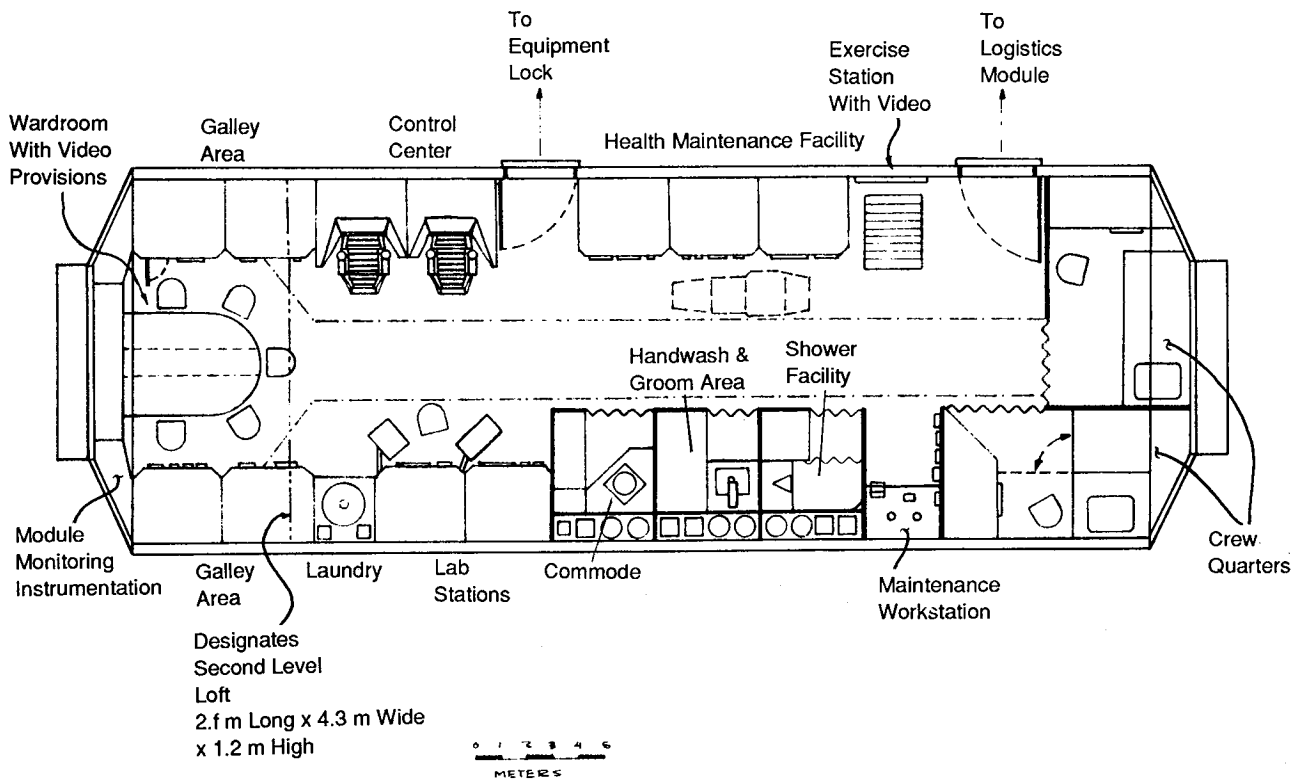 To
Equipment
Lock
To
Logistics
Module
Exercise
Station
With Video
Wardroom
With Video
Provisions
Galley
Area
Control
Center
Health Maintenance Facility
Handwash &
Groom Area
Shower
Facility
Module
Monitoring
Instrumentation
Galley
Area
Laundry
Lab
Stations
Commode
Maintenance
Workstation
Crew
Quarters
Designates
Second Level
Loft
2.f m Long x 4.3 m Wide
x 1.2 m High
0 1 2 3 4 5
METERS